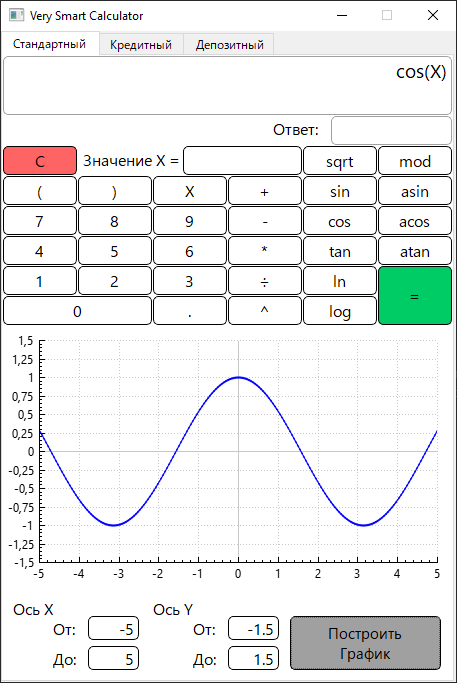 Very Smart Calculator
Стандартный Кредитный Депозитный
cos(X)
Ответ:
C Значение X = sqrt mod
( ) X + sin asin
7 8 9 - cos acos
4 5 6 * tan atan
1 2 3 ÷ ln
=
0 . ^ log
1,5
1,25
1
0,75
0,5
0,25
0
-0,25
-0,5
-0,75
-1
-1,25
-1,5
-5 -4 -3 -2 -1 0 1 2 3 4 5
Ось X Ось Y
От: -5 От: -1.5
До: 5 До: 1.5
Построить
График